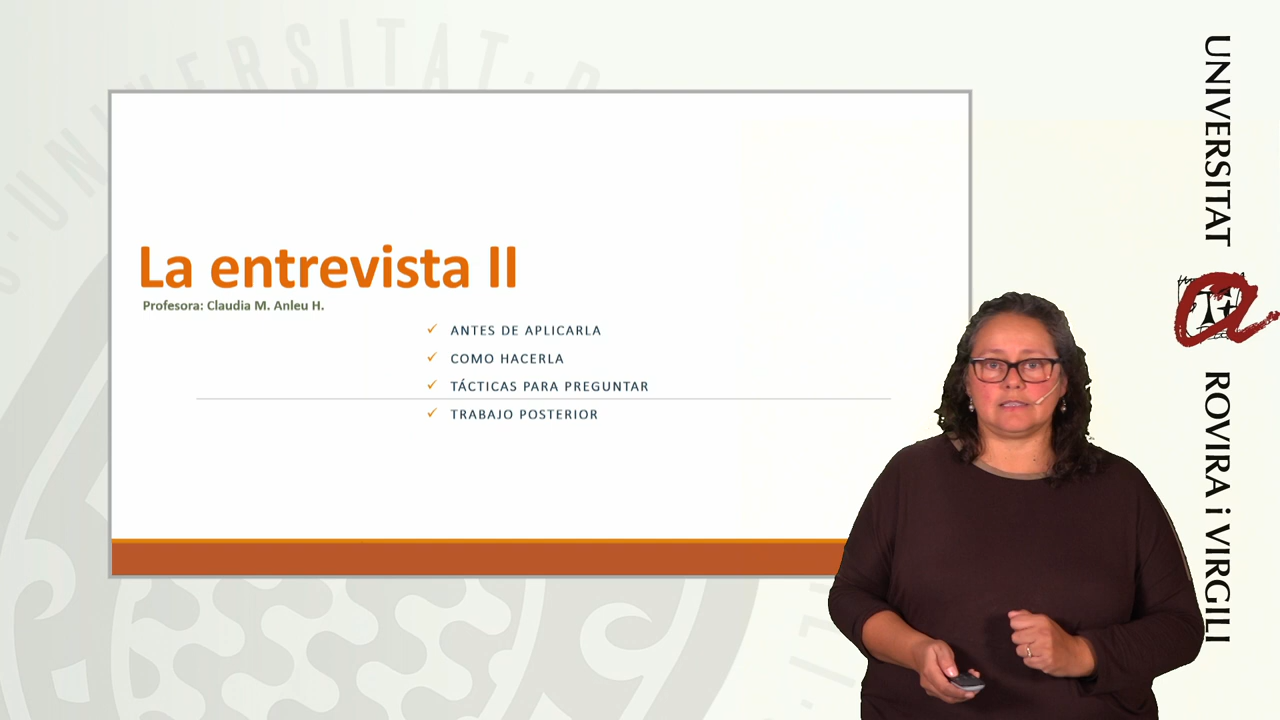 La entrevista II
Profesora: Claudia M. Anleu H.
✓ ANTES DE APLICARLA
✓ COMO HACERLA
✓ TÁCTICAS PARA PREGUNTAR
✓ TRABAJO POSTERIOR
UNIVERSITAT
ROVIRA i VIRGILI
UNIVERSITAT · R